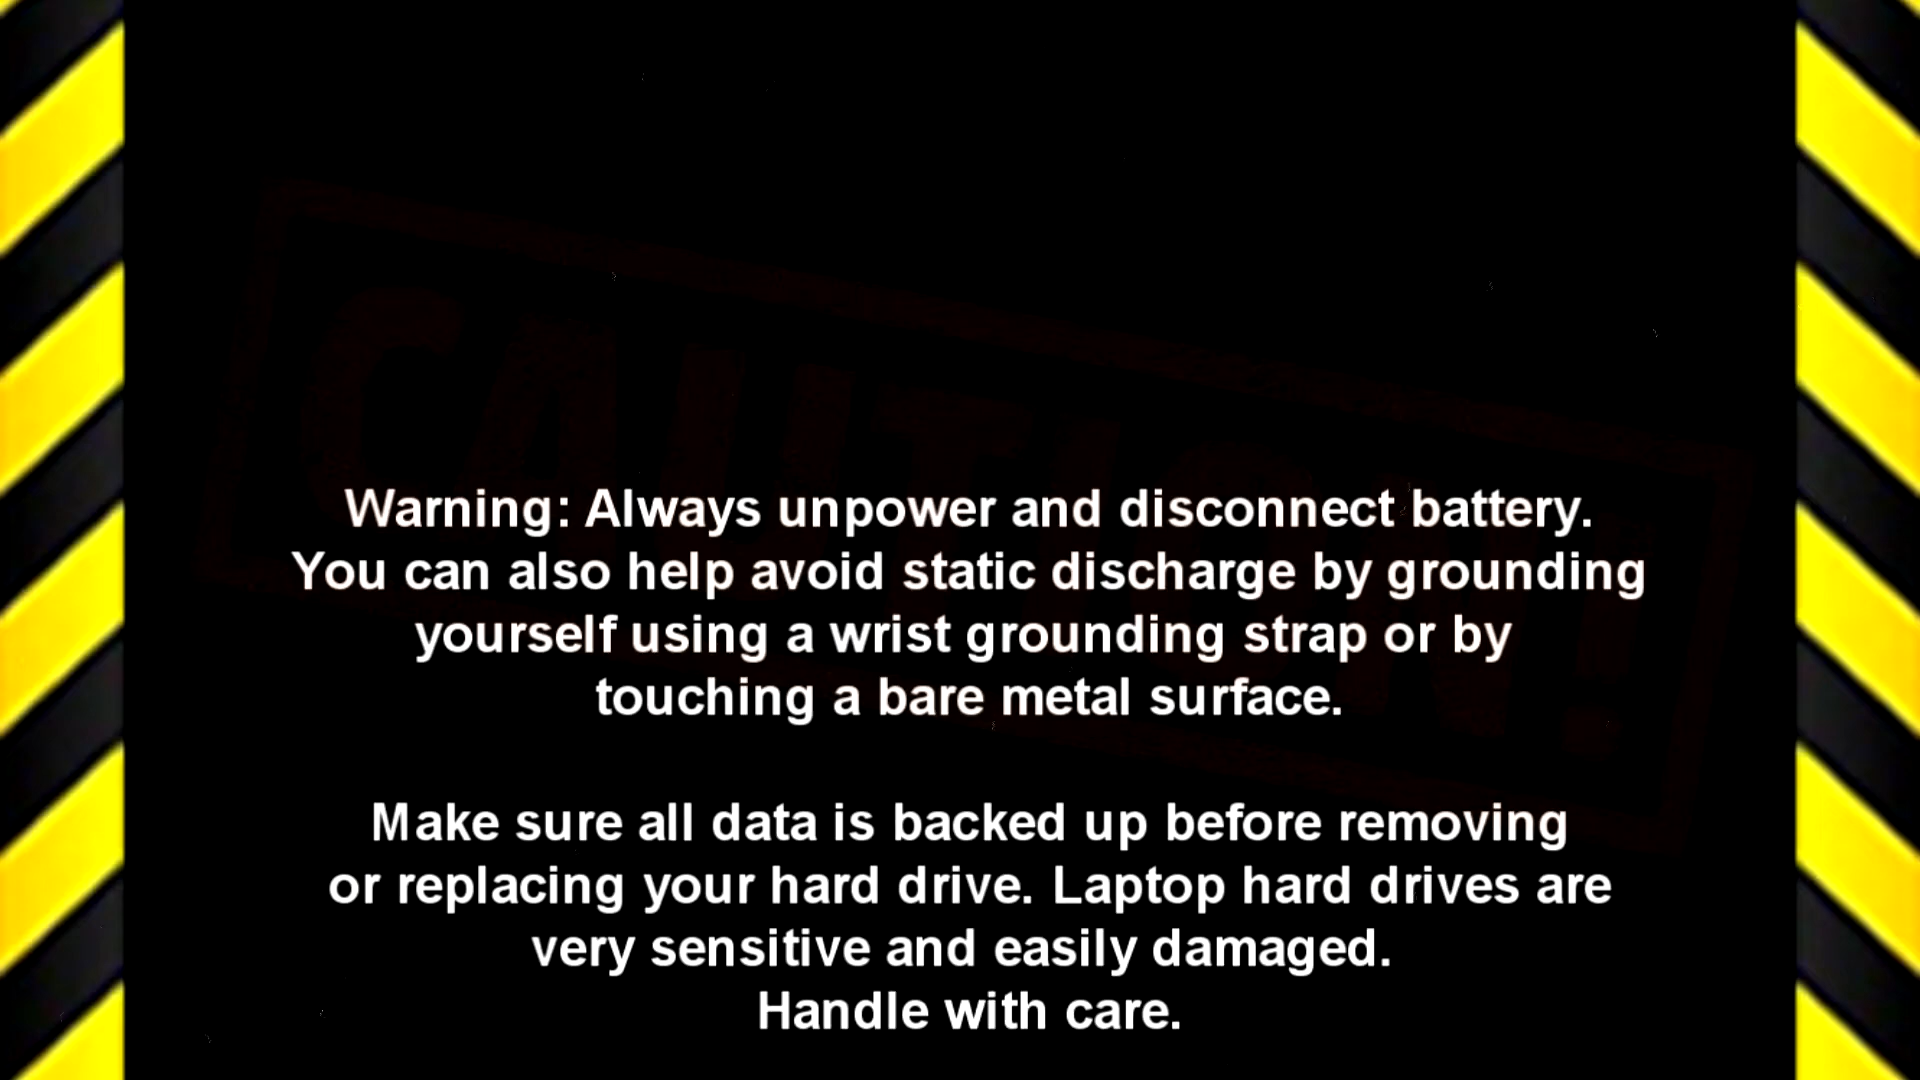 CAUTION!
Warning: Always unpower and disconnect battery.
You can also help avoid static discharge by grounding
yourself using a wrist grounding strap or by
touching a bare metal surface.
Make sure all data is backed up before removing
or replacing your hard drive. Laptop hard drives are
very sensitive and easily damaged.
Handle with care.